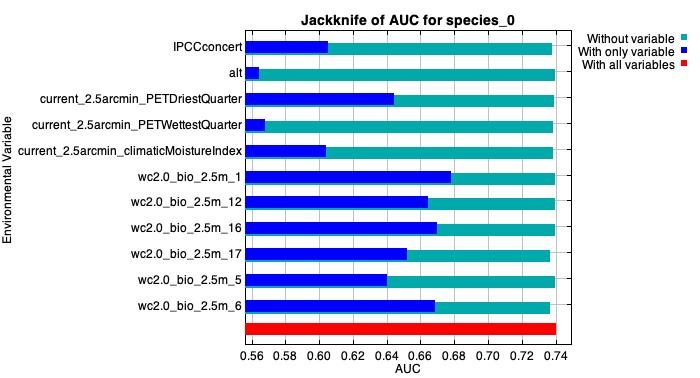 Jackknife of AUC for species_0
Without variable
With only variable
With all variables
Environmental Variable
IPCCconcert
alt
current_2.5arcmin_PETDriestQuarter
current_2.5arcmin_PETWettestQuarter
current_2.5arcmin_climaticMoistureIndex
wc2.0_bio_2.5m_1
wc2.0_bio_2.5m_12
wc2.0_bio_2.5m_16
wc2.0_bio_2.5m_17
wc2.0_bio_2.5m_5
wc2.0_bio_2.5m_6
0.56 0.58 0.60 0.62 0.64 0.66 0.68 0.70 0.72 0.74
AUC